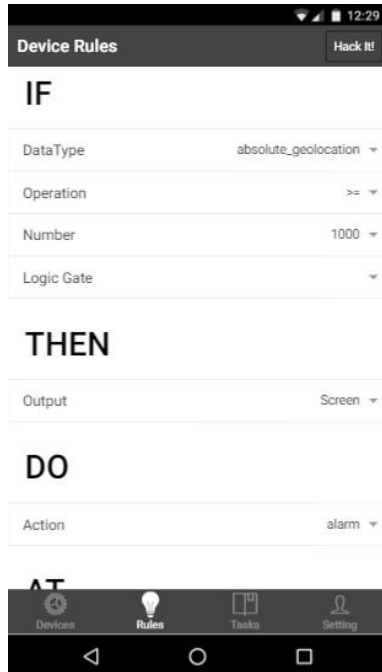 12:29
Device Rules Hack It!
IF
DataType absolute_geolocation
Operation >=
Number 1000
Logic Gate
THEN
Output Screen
DO
Action alarm
AT
Devices Rules Tasks Setting